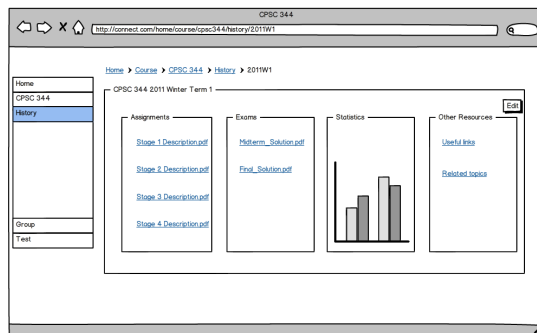 CPSC 344
http://connect.com/home/course/cpsc344/history/2011W1
Home > Course > CPSC 344 > History > 2011W1
Home
CPSC 344
History
Group
Test
CPSC 344 2011 Winter Term 1
Edit
Assignments
Stage 1 Description.pdf
Stage 2 Description.pdf
Stage 3 Description.pdf
Stage 4 Description.pdf
Exams
Midterm_Solution.pdf
Final_Solution.pdf
Statistics
Other Resources
Useful links
Related topics